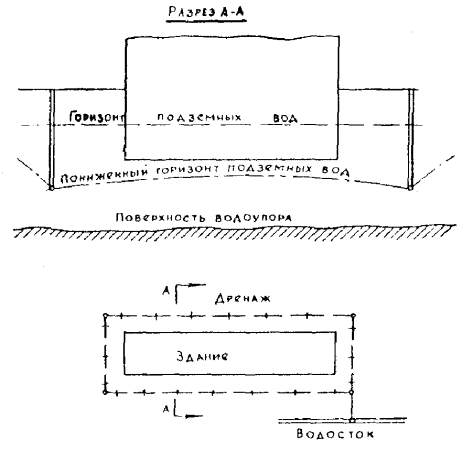 Разрез А-А
Горизонт подземных вод
Пониженный горизонт подземных вод
Поверхность водоупора
А
Дренаж
Здание
А
Водосток